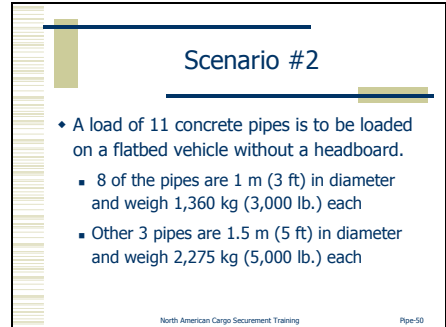 Scenario #2
◆ A load of 11 concrete pipes is to be loaded
on a flatbed vehicle without a headboard.
■ 8 of the pipes are 1 m (3 ft) in diameter
and weigh 1,360 kg (3,000 lb.) each
■ Other 3 pipes are 1.5 m (5 ft) in diameter
and weigh 2,275 kg (5,000 lb.) each
North American Cargo Securement Training Pipe-50